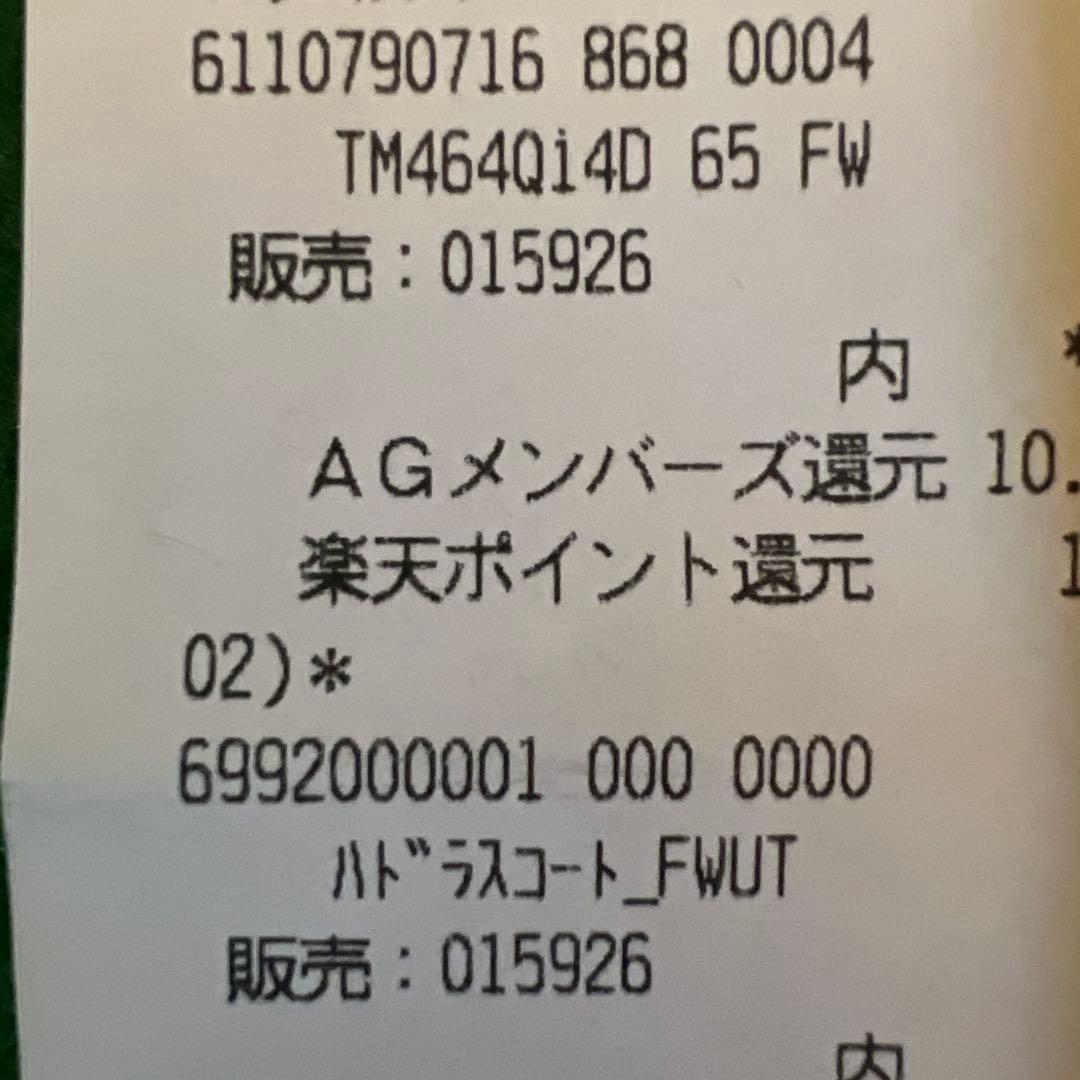 6110790716 868 0004
TM464Qi4D 65 FW
販売：015926
内 *
ＡＧメンバーズ還元 10.
楽天ポイント還元 1
02)*
6992000001 000 0000
ﾊﾄﾞﾗｽｺｰﾄ_FWUT
販売：015926
内